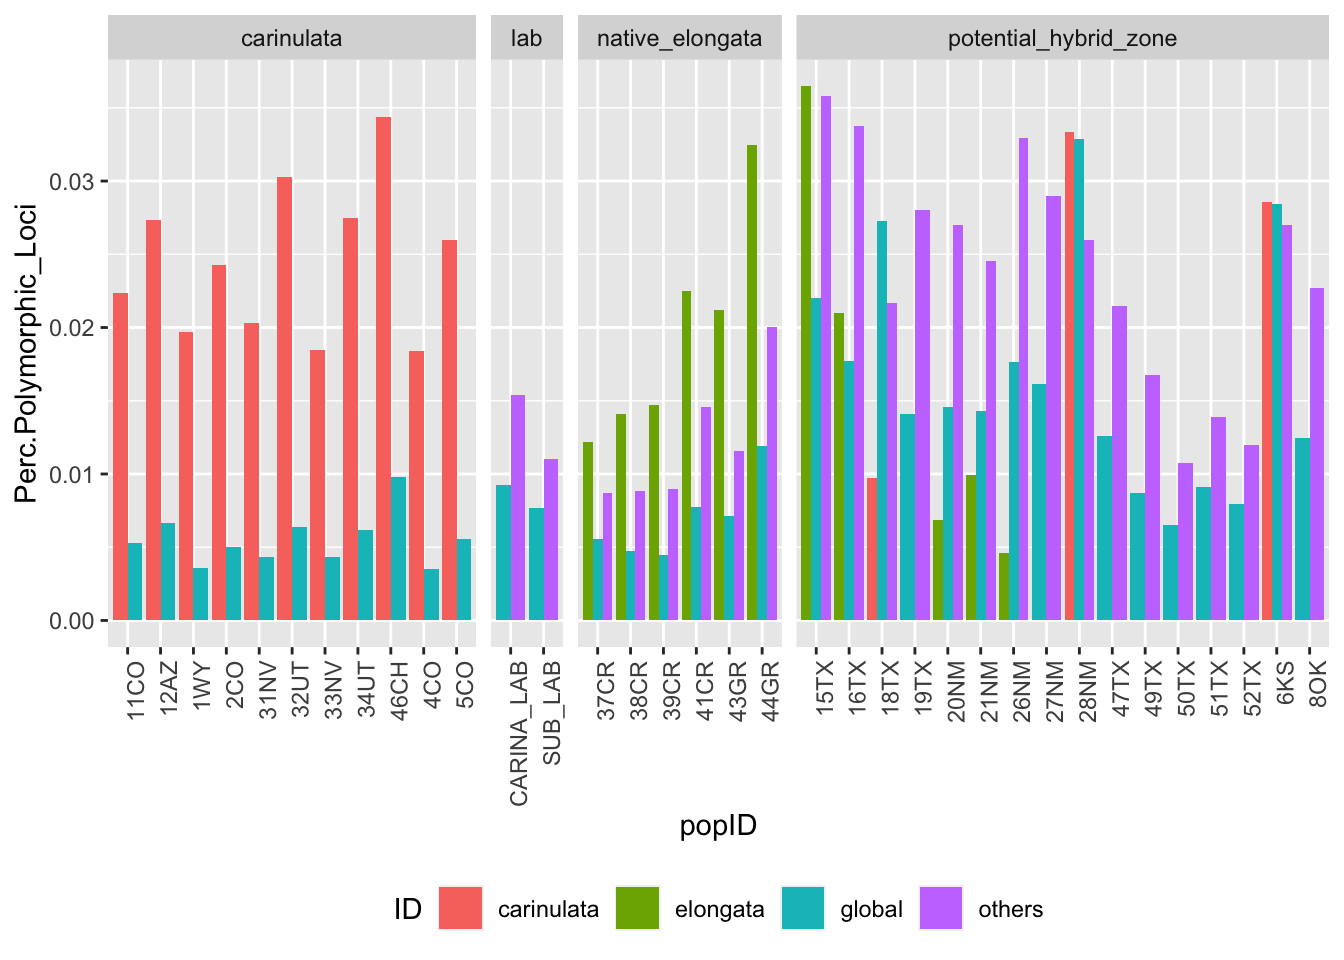 carinulata lab native_elongata potential_hybrid_zone
Perc.Polymorphic_Loci
0.03
0.02
0.01
0.00
11CO 12AZ 1WY 2CO 31NV 32UT 33NV 34UT 46CH 4CO 5CO CARINA_LAB SUB_LAB 37CR 38CR 39CR 41CR 43GR 44GR 15TX 16TX 18TX 19TX 20NM 21NM 26NM 27NM 28NM 47TX 49TX 50TX 51TX 52TX 6KS 8OK
popID
ID carinulata elongata global others